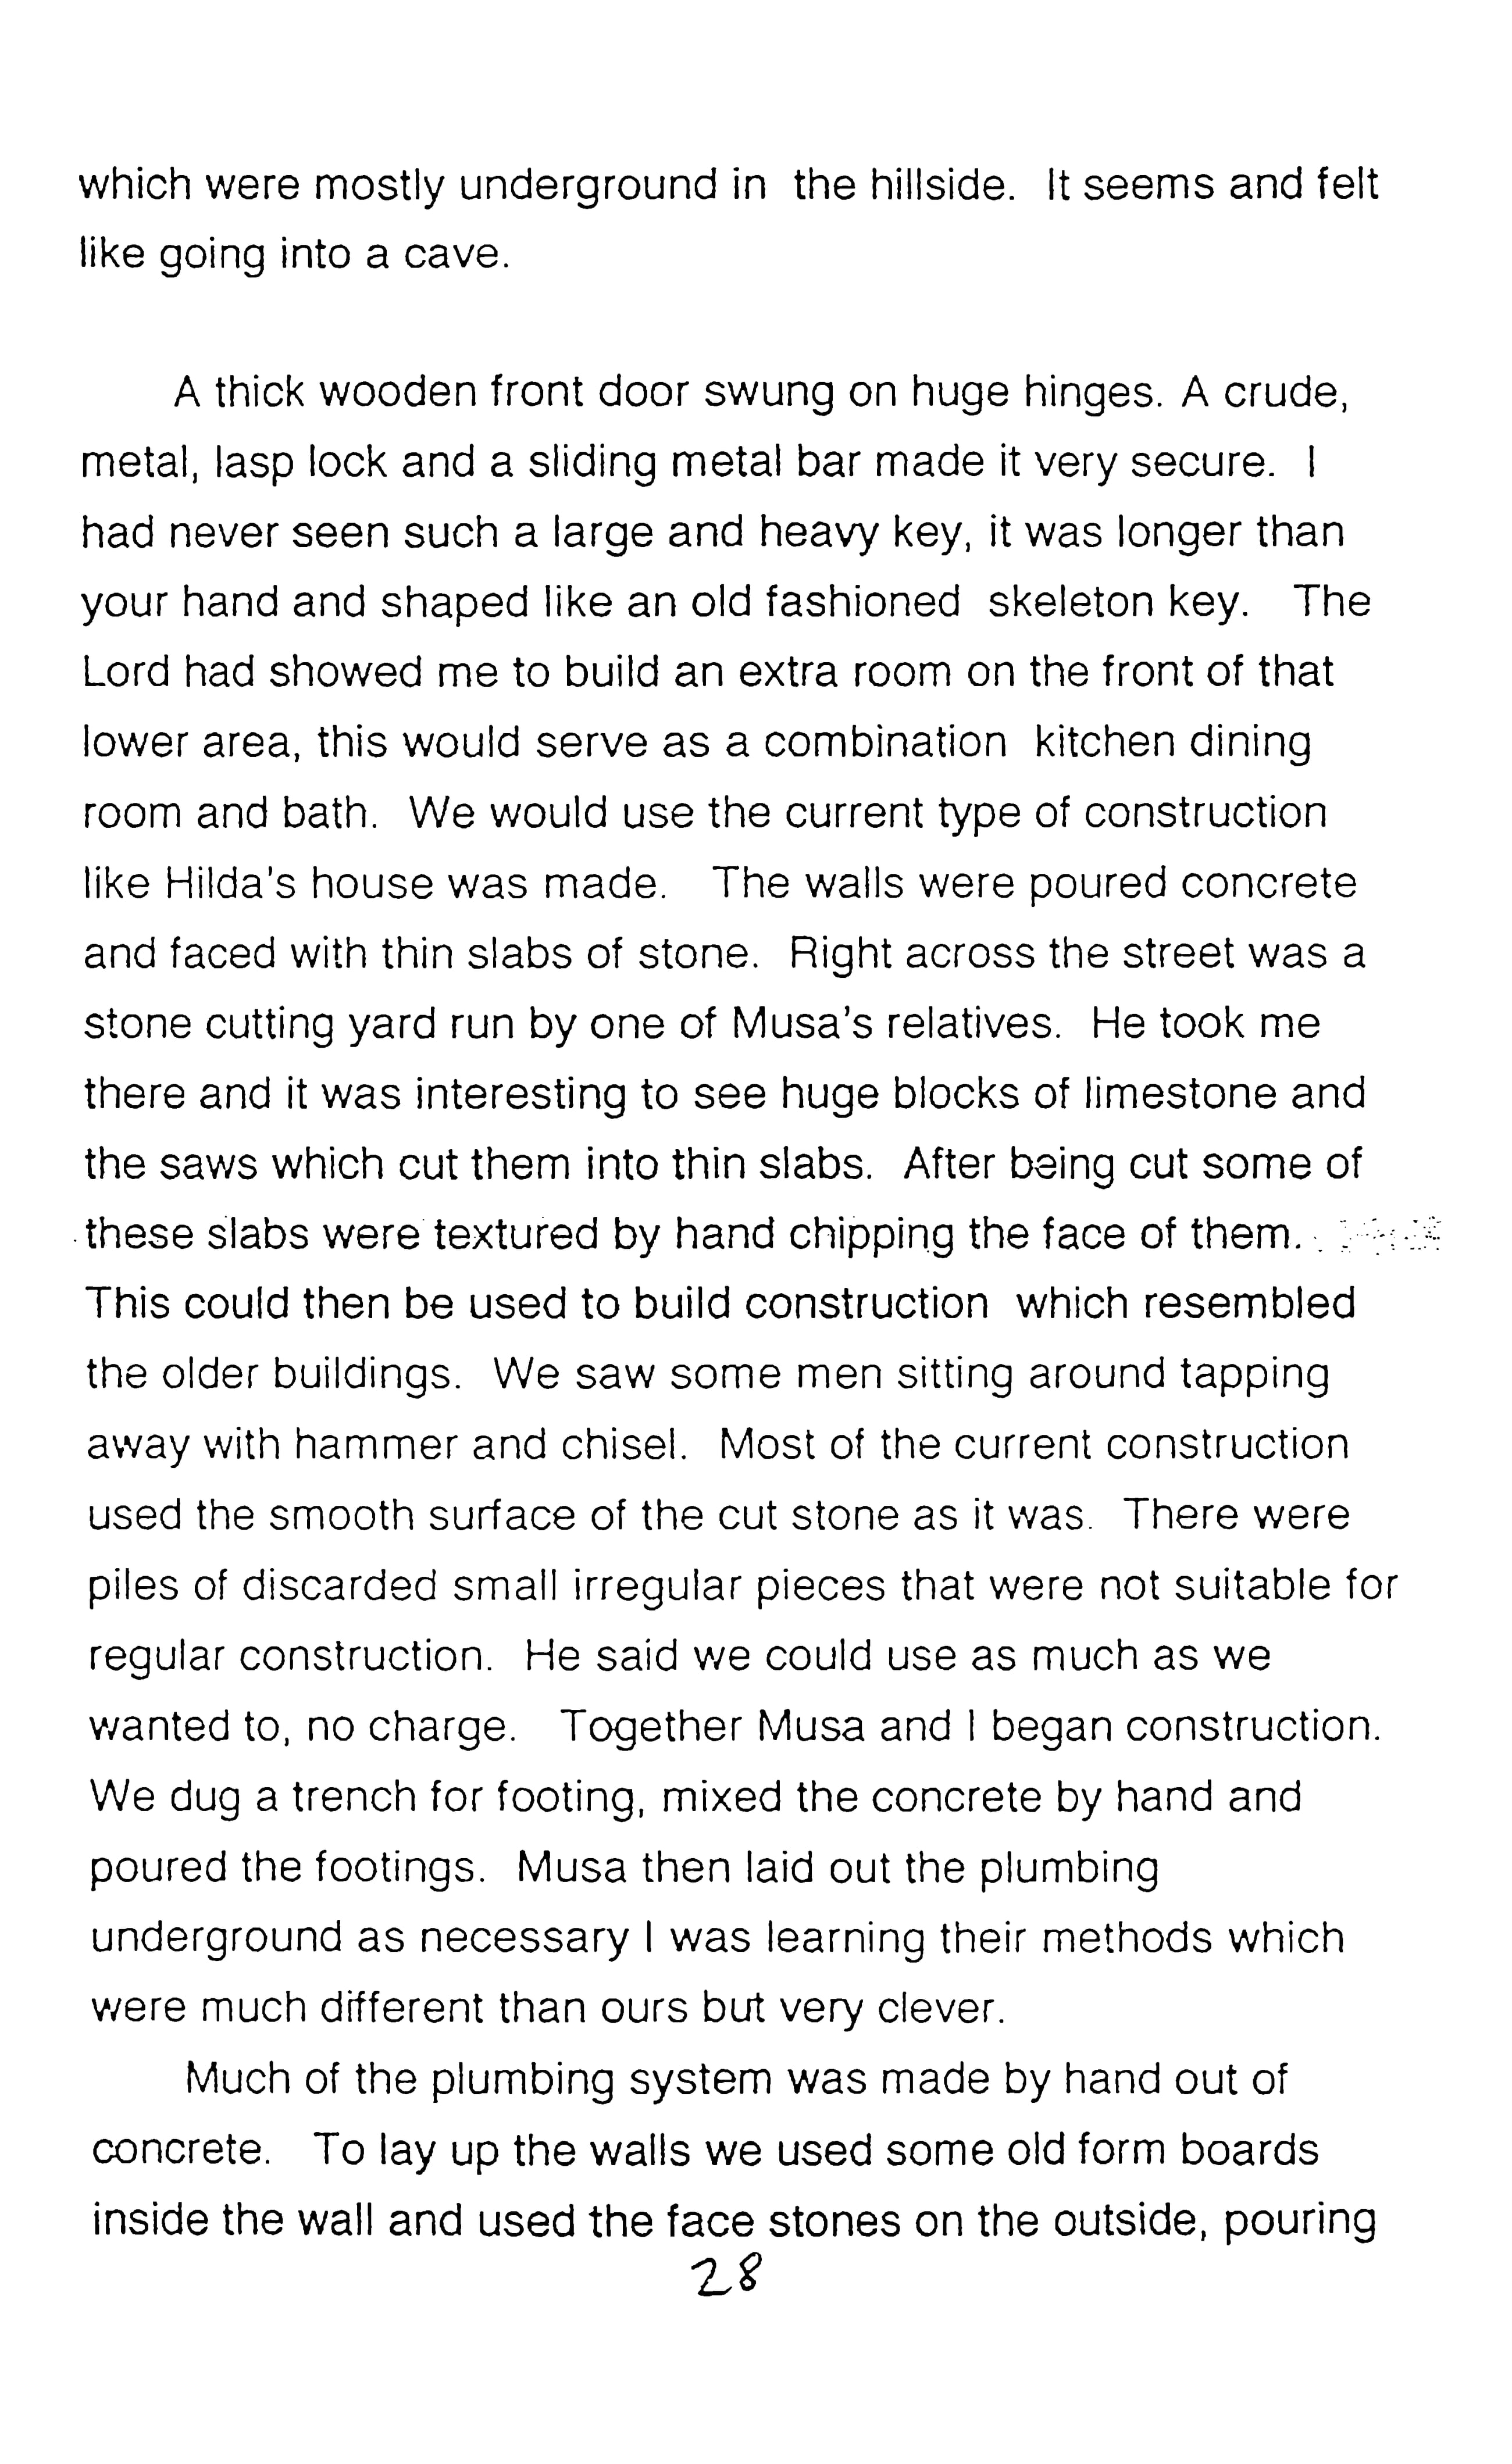 which were mostly underground in the hillside. It seems and felt
like going into a cave.
A thick wooden front door swung on huge hinges. A crude,
metal, lasp lock and a sliding metal bar made it very secure. I
had never seen such a large and heavy key, it was longer than
your hand and shaped like an old fashioned skeleton key. The
Lord had showed me to build an extra room on the front of that
lower area, this would serve as a combination kitchen dining
room and bath. We would use the current type of construction
like Hilda's house was made. The walls were poured concrete
and faced with thin slabs of stone. Right across the street was a
stone cutting yard run by one of Musa's relatives. He took me
there and it was interesting to see huge blocks of limestone and
the saws which cut them into thin slabs. After being cut some of
these slabs were textured by hand chipping the face of them.
This could then be used to build construction which resembled
the older buildings. We saw some men sitting around tapping
away with hammer and chisel. Most of the current construction
used the smooth surface of the cut stone as it was. There were
piles of discarded small irregular pieces that were not suitable for
regular construction. He said we could use as much as we
wanted to, no charge. Together Musa and I began construction.
We dug a trench for footing, mixed the concrete by hand and
poured the footings. Musa then laid out the plumbing
underground as necessary I was learning their methods which
were much different than ours but very clever.
Much of the plumbing system was made by hand out of
concrete. To lay up the walls we used some old form boards
inside the wall and used the face stones on the outside, pouring
28